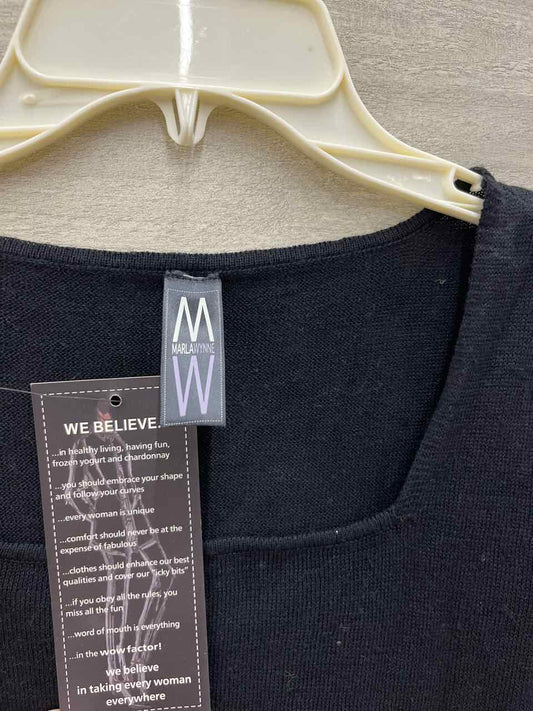 M
MARLAWYNNE
W
WE BELIEVE.
...in healthy living, having fun,
frozen yogurt and chardonnay
...you should embrace your shape
and follow your curves
...every woman is unique
...comfort should never be at the
expense of fabulous
...clothes should enhance our best
qualities and cover our "icky bits"
...if you obey all the rules, you
miss all the fun
...word of mouth is everything
...in the wow factor!
we believe
in taking every woman
everywhere